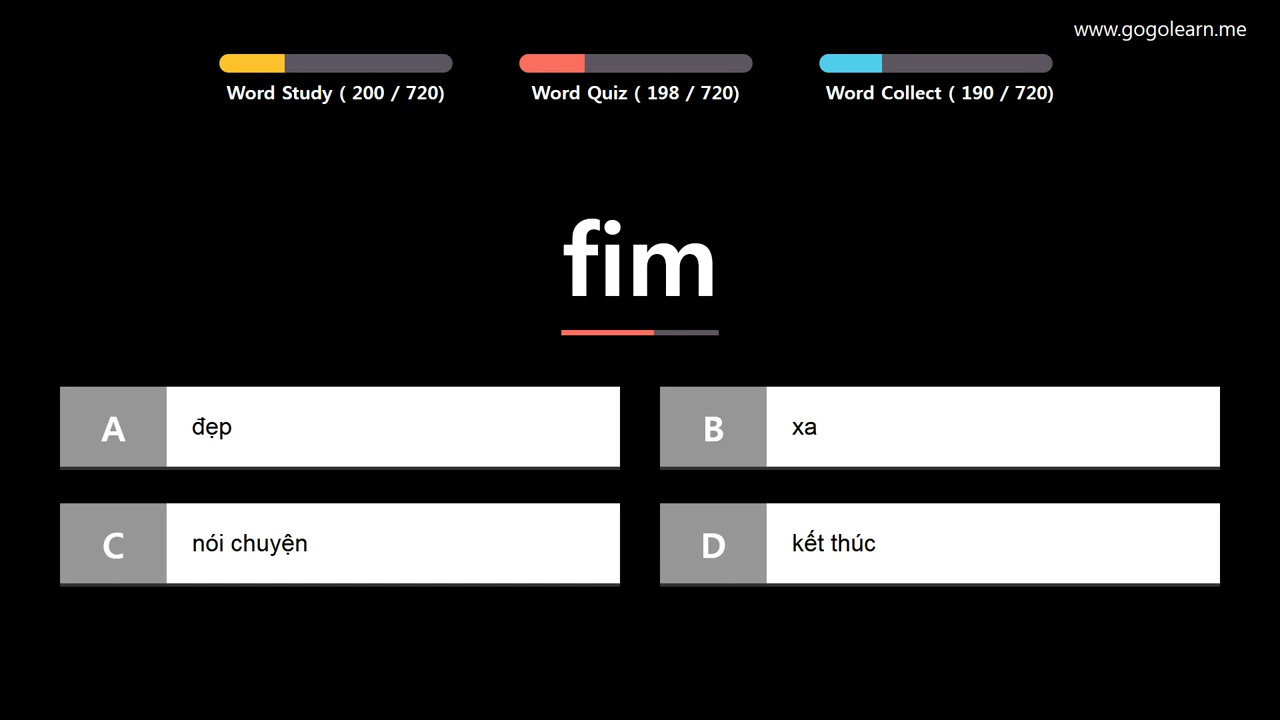 www.gogolearn.me
Word Study ( 200 / 720)
Word Quiz ( 198 / 720)
Word Collect ( 190 / 720)
fim
A đẹp
B xa
C nói chuyện
D kết thúc